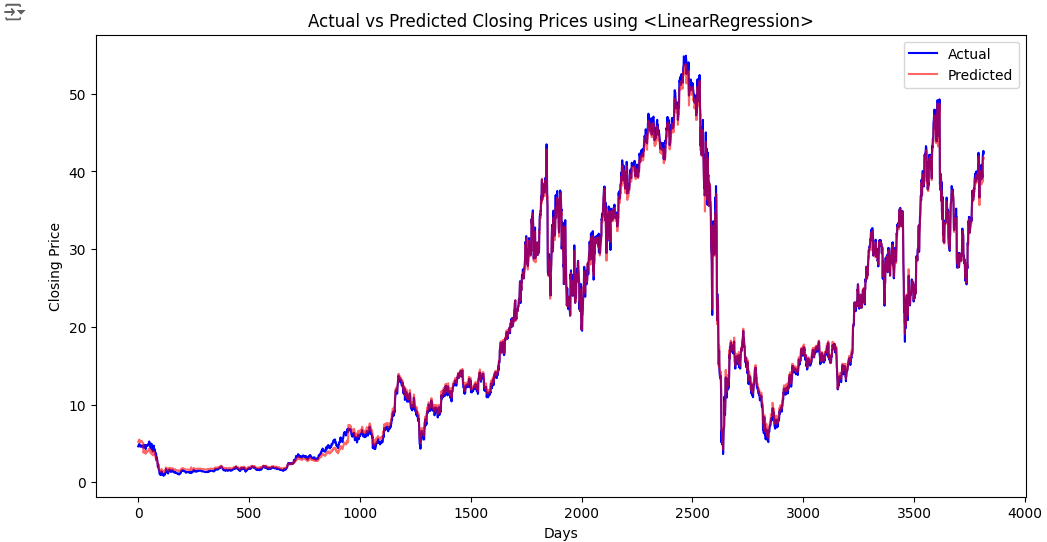 Actual vs Predicted Closing Prices using <LinearRegression>
Actual
Predicted
Closing Price
50
40
30
20
10
0
0 500 1000 1500 2000 2500 3000 3500 4000
Days